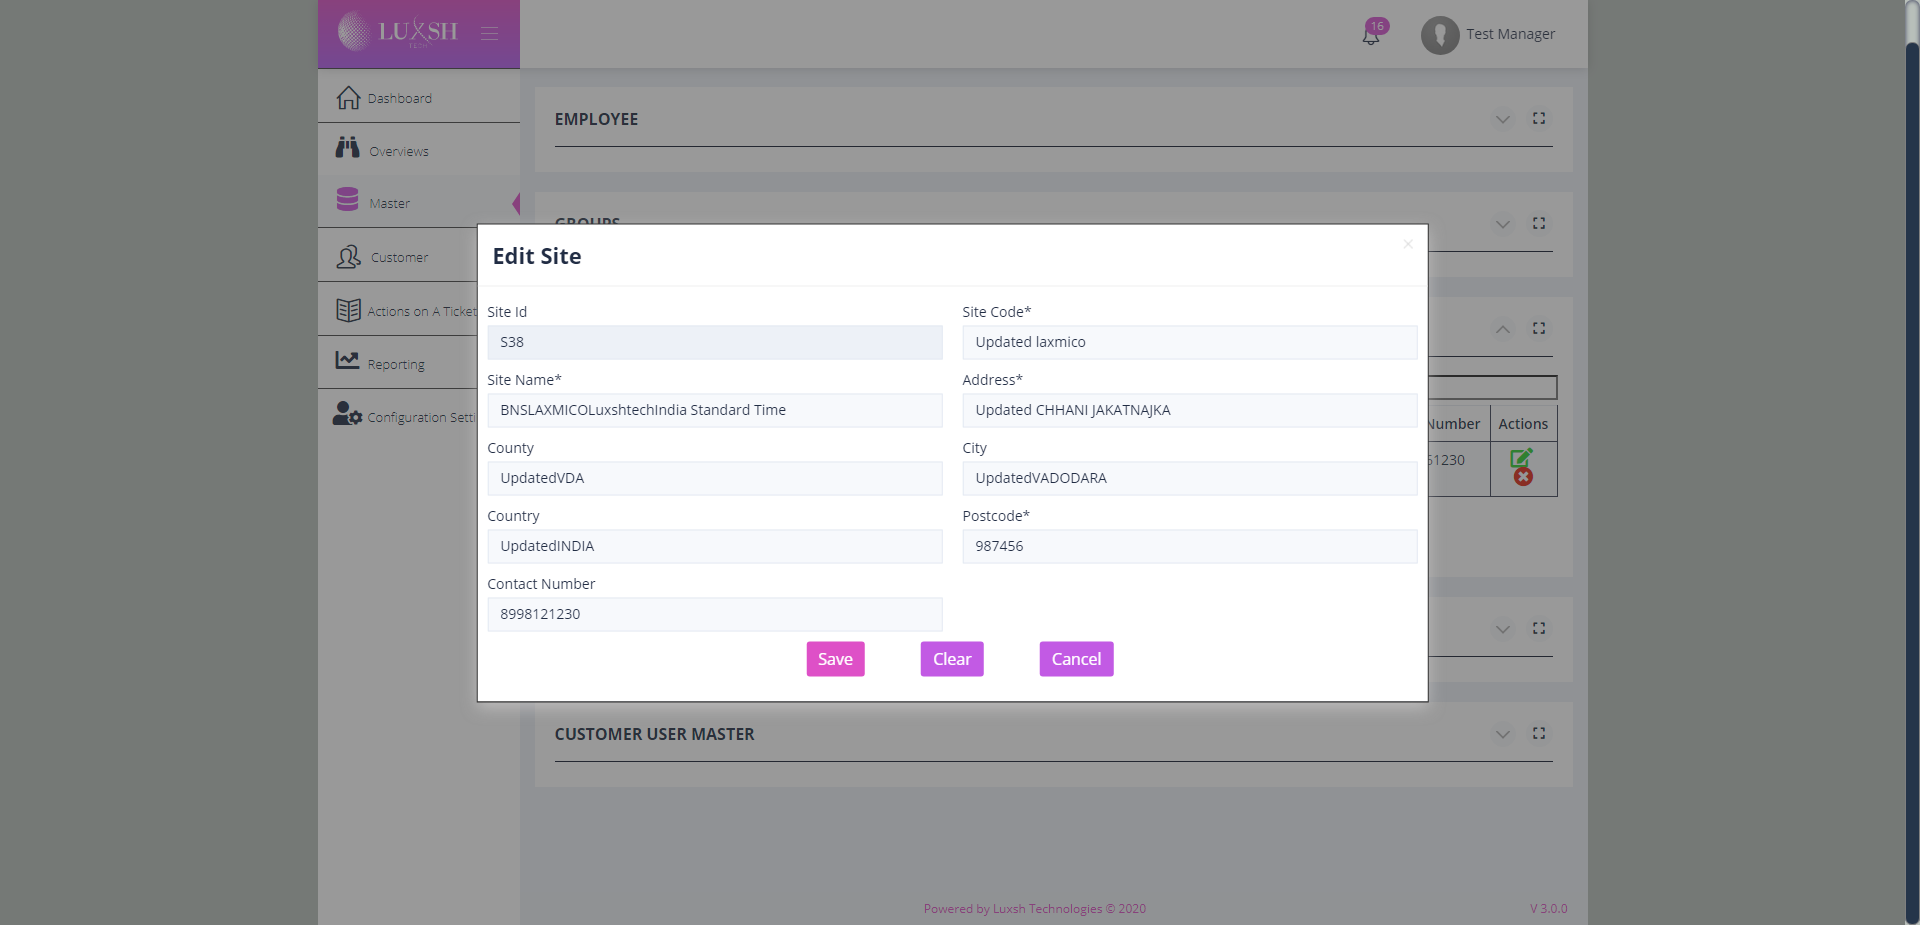 LUXSH
16
Test Manager
Dashboard
Overviews
Master
Customer
Actions on A Ticket
Reporting
Configuration Setti
EMPLOYEE
GROUPS
Edit Site
×
Site Id
S38
Site Code*
Updated laxmico
Site Name*
BNSLAXMICOLuxshtechIndia Standard Time
Address*
Updated CHHANI JAKATNAJKA
County
UpdatedVDA
City
UpdatedVADODARA
Country
UpdatedINDIA
Postcode*
987456
Contact Number
8998121230
Save Clear Cancel
Number Actions
61230
CUSTOMER USER MASTER
Powered by Luxsh Technologies © 2020
V 3.0.0